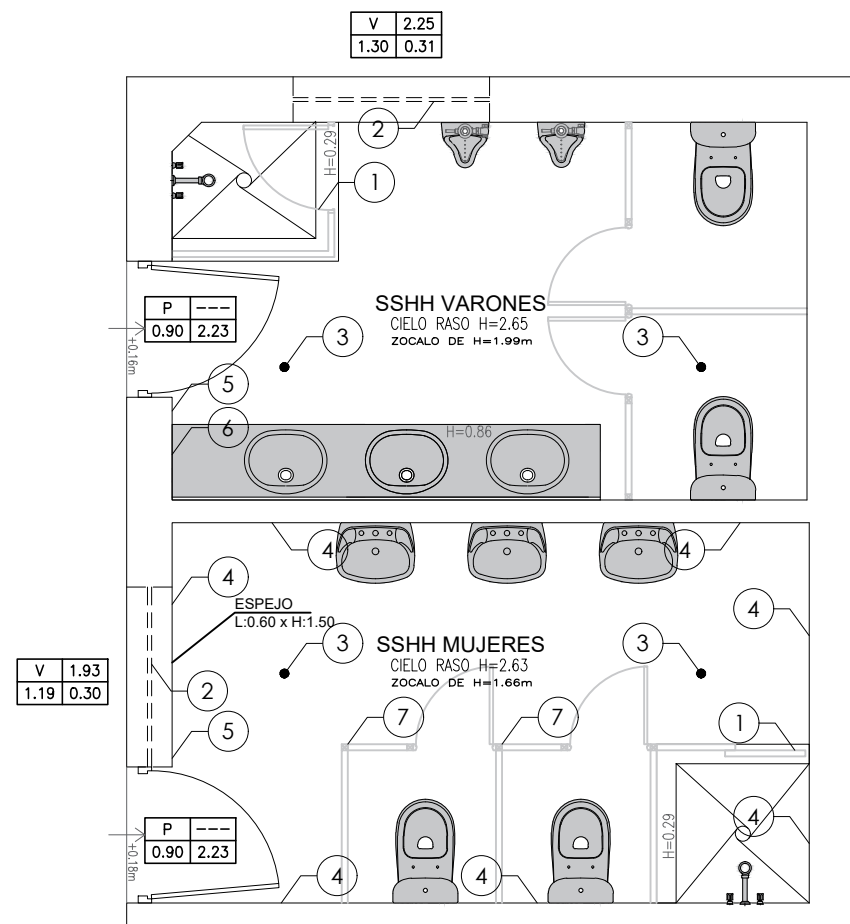 V 2.25
1.30 0.31
2
H=0.29
1
P ---
0.90 2.23
+0.16m
SSHH VARONES
CIELO RASO H=2.65
ZOCALO DE H=1.99m
3
3
5
6
H=0.86
4
4
4
ESPEJO
L:0.60 x H:1.50
4
SSHH MUJERES
CIELO RASO H=2.63
ZOCALO DE H=1.66m
3
3
V 1.93
1.19 0.30
2
5
7
7
1
P ---
0.90 2.23
+0.18m
H=0.29
4
4
4